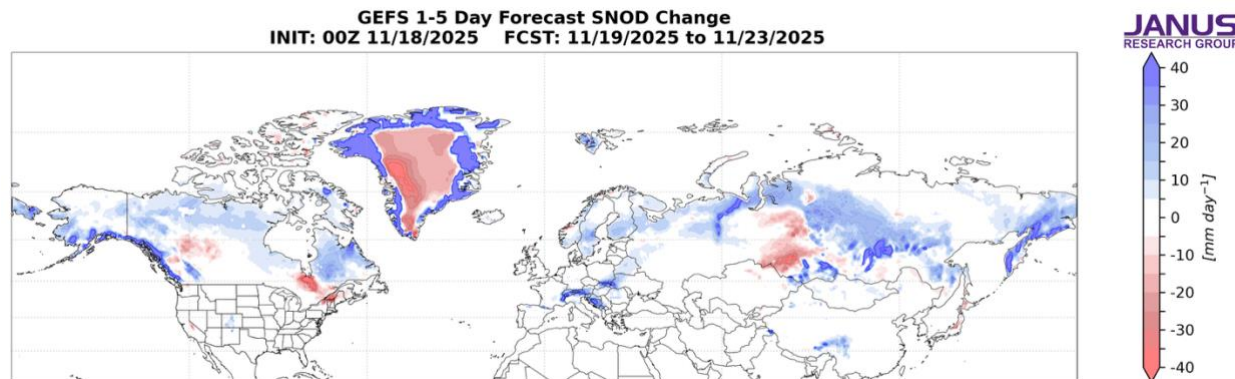 GEFS 1-5 Day Forecast SNOD Change
INIT: 00Z 11/18/2025    FCST: 11/19/2025 to 11/23/2025
JANUS
RESEARCH GROUP
40
30
20
10
0
-10
-20
-30
-40
[mm day⁻¹]